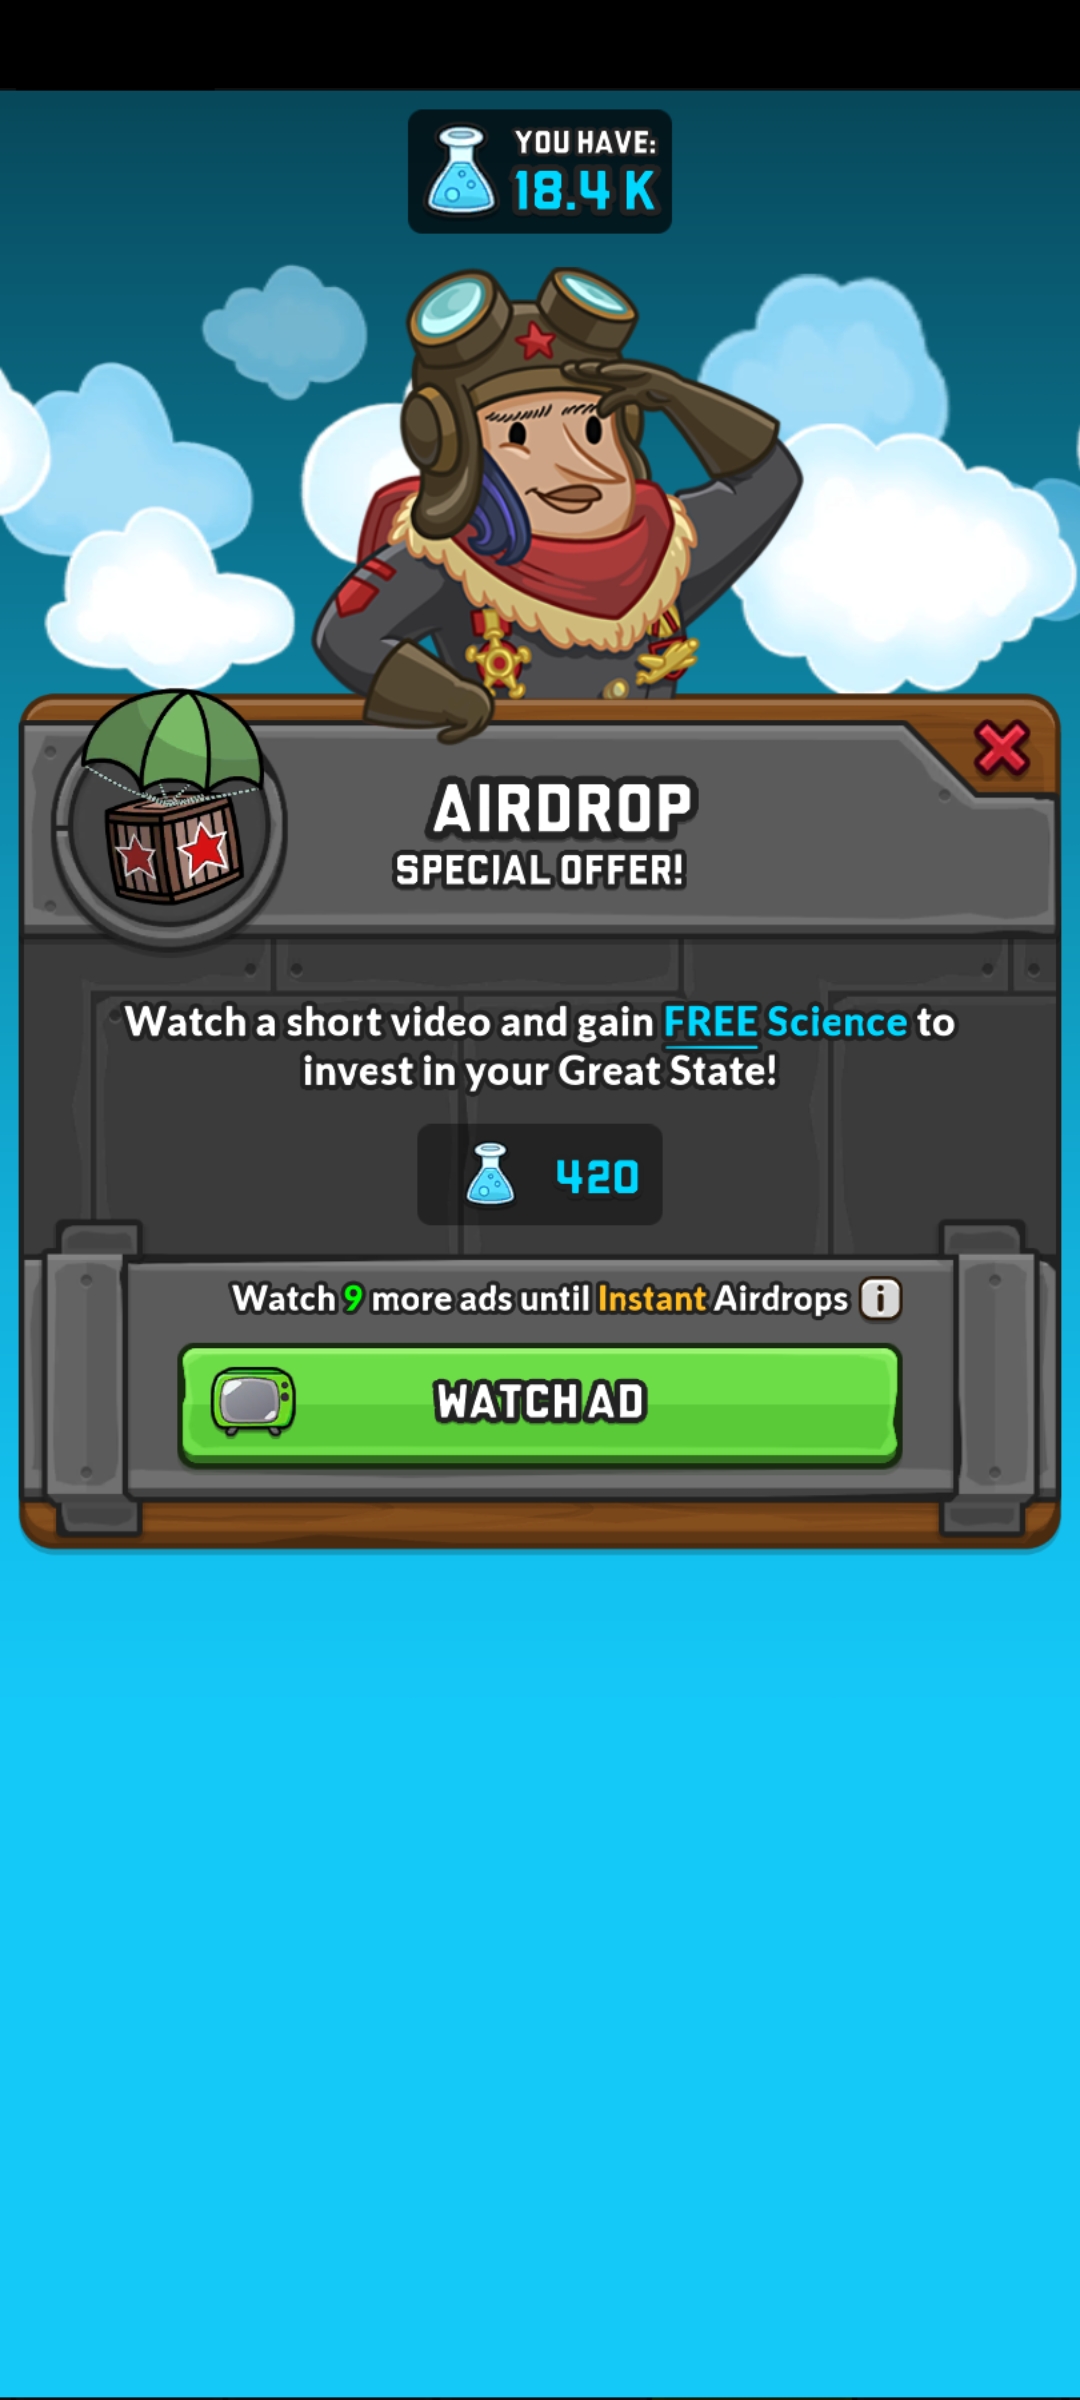 YOU HAVE:
18.4 K
AIRDROP
SPECIAL OFFER!
Watch a short video and gain FREE Science to
invest in your Great State!
420
Watch 9 more ads until Instant Airdrops i
WATCH AD